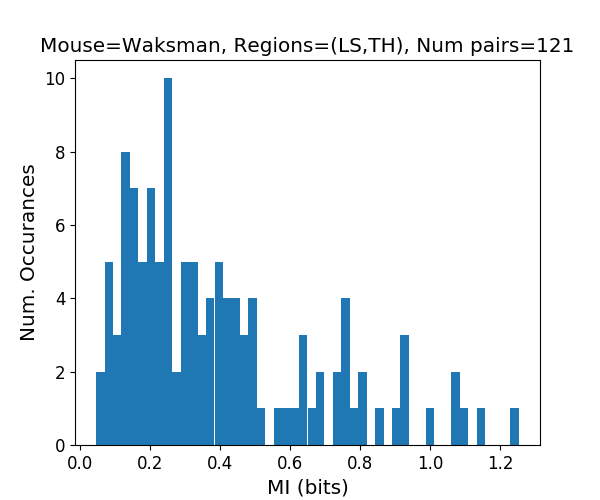 Mouse=Waksman, Regions=(LS,TH), Num pairs=121
10
8
6
4
2
0
Num. Occurances
0.0 0.2 0.4 0.6 0.8 1.0 1.2
MI (bits)